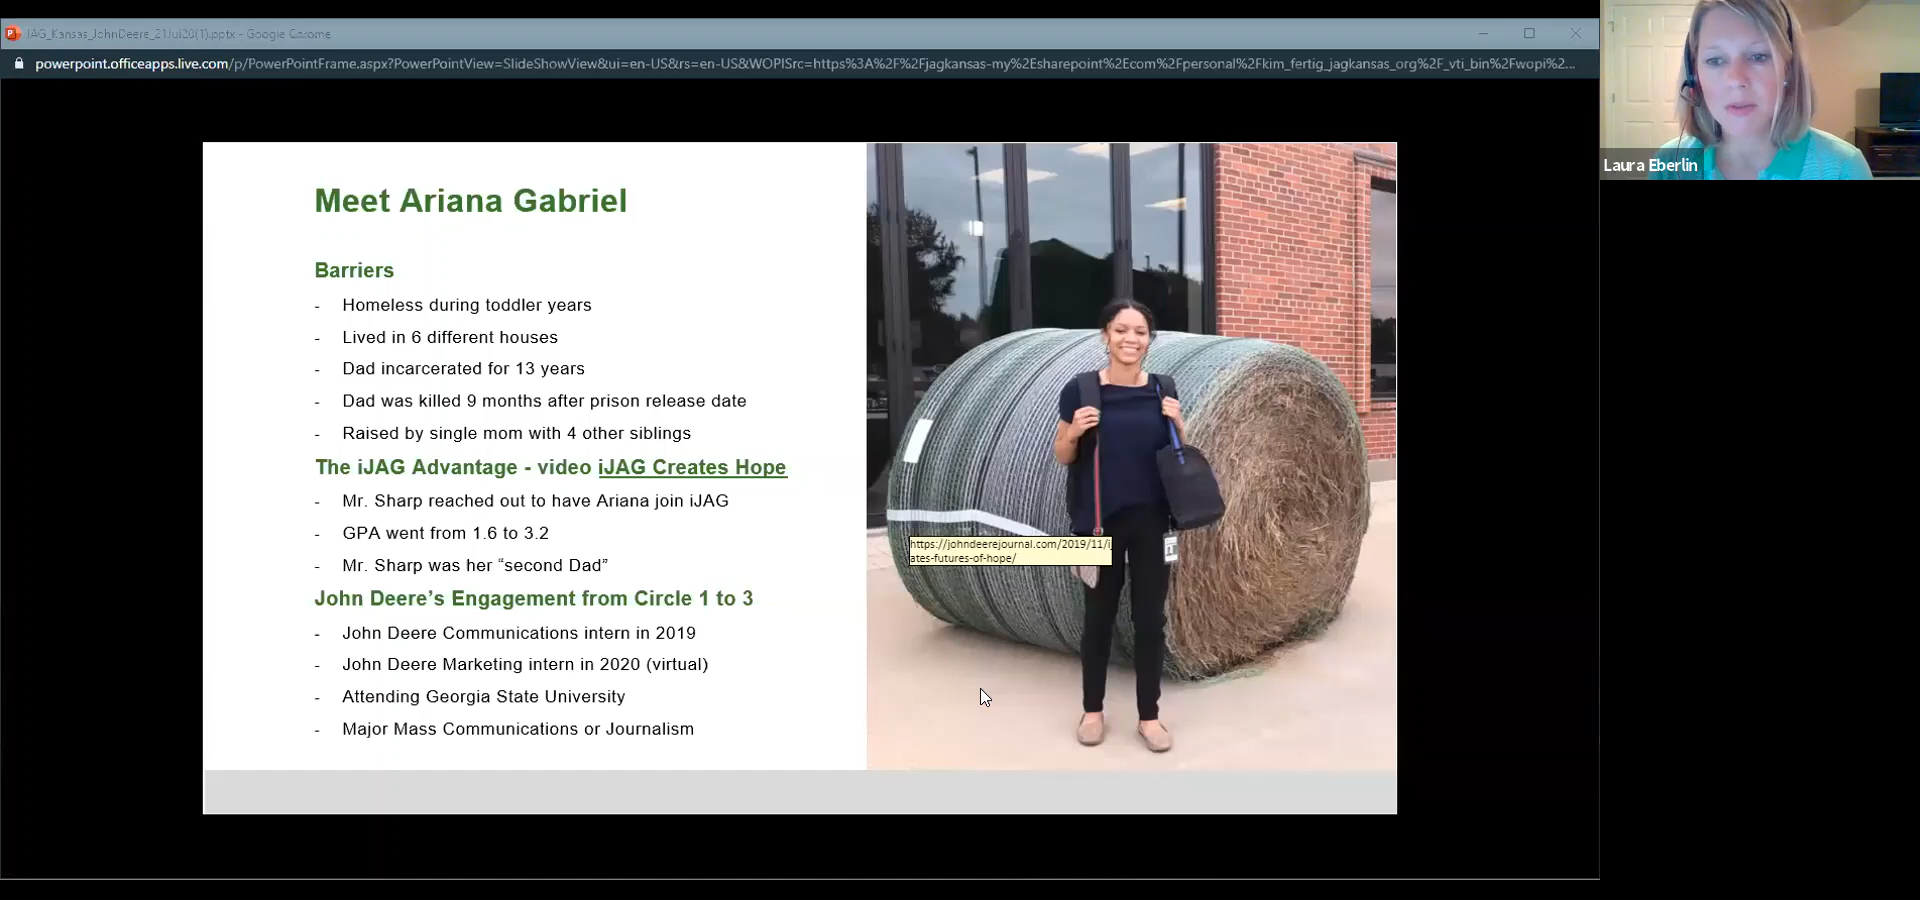 JAG_Kansas_JohnDeere_21Jul20(1).pptx - Google Chrome
powerpoint.officeapps.live.com/p/PowerPointFrame.aspx?PowerPointView=SlideShowView&ui=en-US&rs=en-US&WOPISrc=https%3A%2F%2Fjagkansas-my%2Esharepoint%2Ecom%2Fpersonal%2Fkim_fertig_jagkansas_org%2F_vti_bin%2Fwopi%2...
Laura Eberlin
Meet Ariana Gabriel
Barriers
- Homeless during toddler years
- Lived in 6 different houses
- Dad incarcerated for 13 years
- Dad was killed 9 months after prison release date
- Raised by single mom with 4 other siblings
The iJAG Advantage - video iJAG Creates Hope
- Mr. Sharp reached out to have Ariana join iJAG
- GPA went from 1.6 to 3.2
- Mr. Sharp was her “second Dad”
John Deere’s Engagement from Circle 1 to 3
- John Deere Communications intern in 2019
- John Deere Marketing intern in 2020 (virtual)
- Attending Georgia State University
- Major Mass Communications or Journalism
https://johndeerejournal.com/2019/11/ij
ates-futures-of-hope/